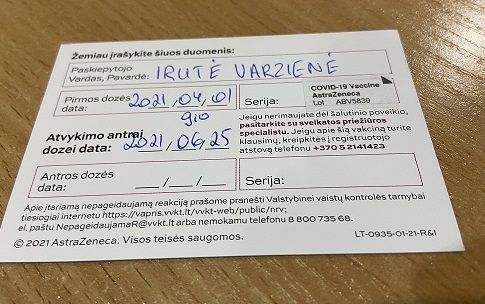 Žemiau įrašykite šiuos duomenis:
Paskiepytojo
Vardas, Pavardė: IRUTĖ VARZIENĖ
Pirmos dozės
data: 2021, 04, 01
Serija:
COVID-19 Vaccine
AstraZeneca
Lot ABV5839
910
Atvykimo antrai
dozei data: 2021, 06, 25
Jeigu nerimaujate dėl šalutinio poveikio,
pasitarkite su sveikatos priežiūros
specialistu. Jeigu apie šią vakciną turite
klausimų, kreipkitės į registruotojo
atstovą telefonu +370 5 2141423
Antros dozės
data: __/__/__
Serija:
Apie įtariamą nepageidaujamą reakciją prašome pranešti Valstybinei vaistų kontrolės tarnybai
tiesiogiai internetu https://vapris.vvkt.lt/vvkt-web/public/nrv;
el. paštu NepageidaujamaR@vvkt.lt arba nemokamu telefonu 8 800 735 68.
© 2021 AstraZeneca. Visos teisės saugomos.
LT-0935-01-21-R&I